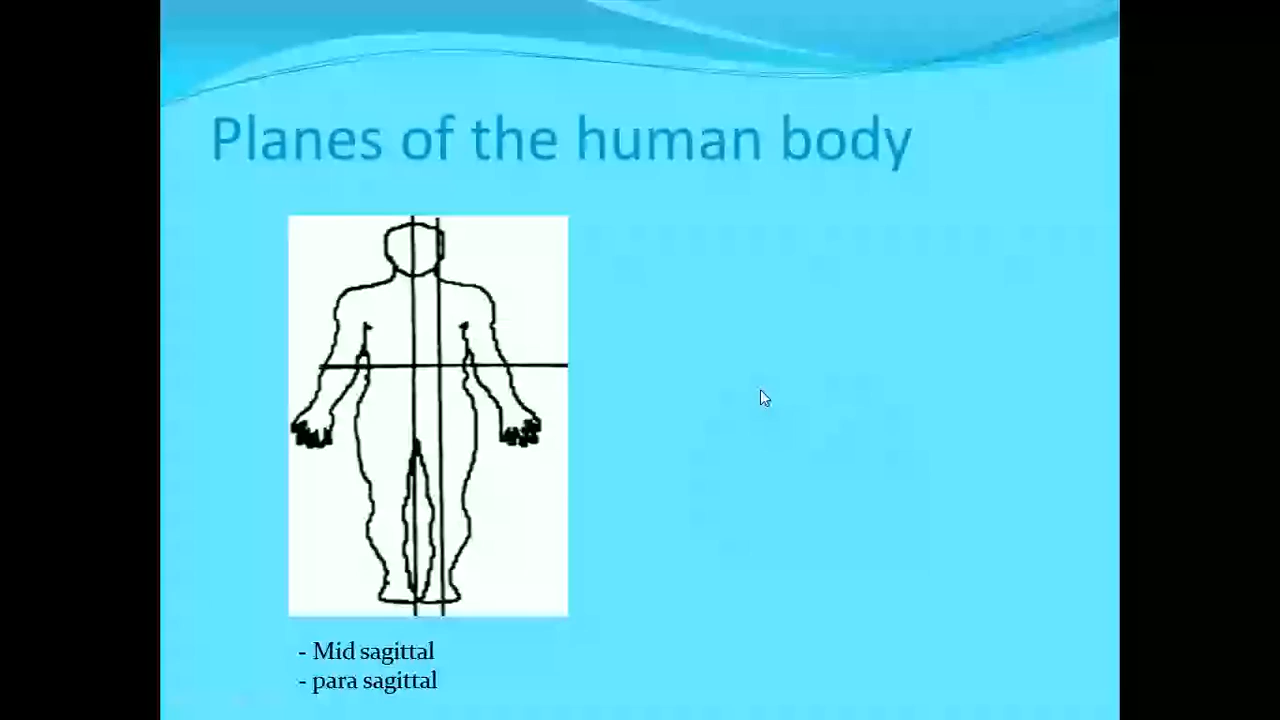 Planes of the human body
- Mid sagittal
- para sagittal